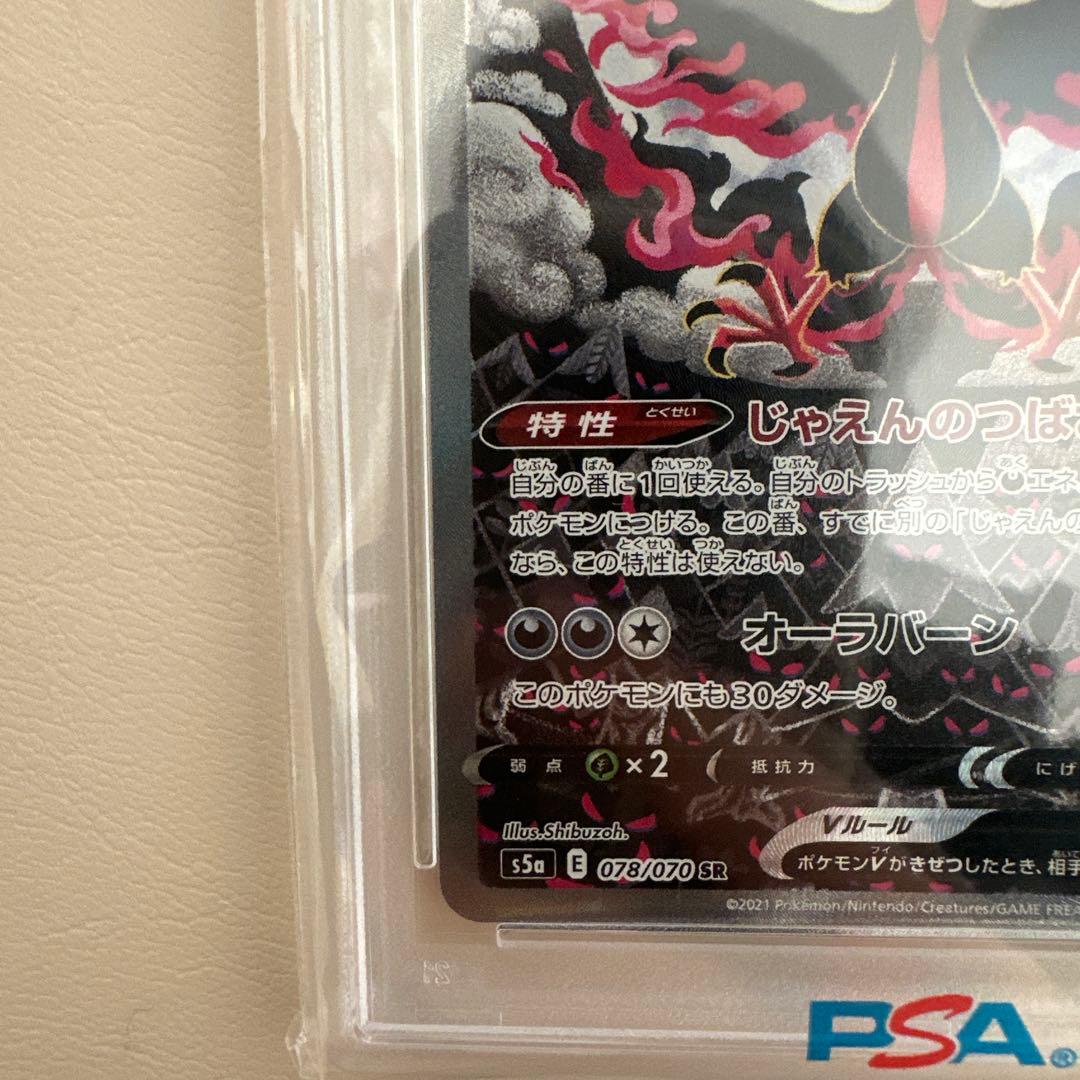 特性 とくせい じゃえんのつば
じぶん ばん かいつか じぶん
自分の番に1回使える。自分のトラッシュからエネ
ばん べつ
ポケモンにつける。この番、すでに別の「じゃえんの
とくせい つか
なら、この特性は使えない。
オーラバーン
このポケモンにも30ダメージ。
弱点 ×2 抵抗力 にげ
Illus.Shibuzoh.
Vルール
s5a E 078/070 SR
ポケモンVがきぜつしたとき、相手
©2021 Pokémon/Nintendo/Creatures/GAME FREA
PSA®